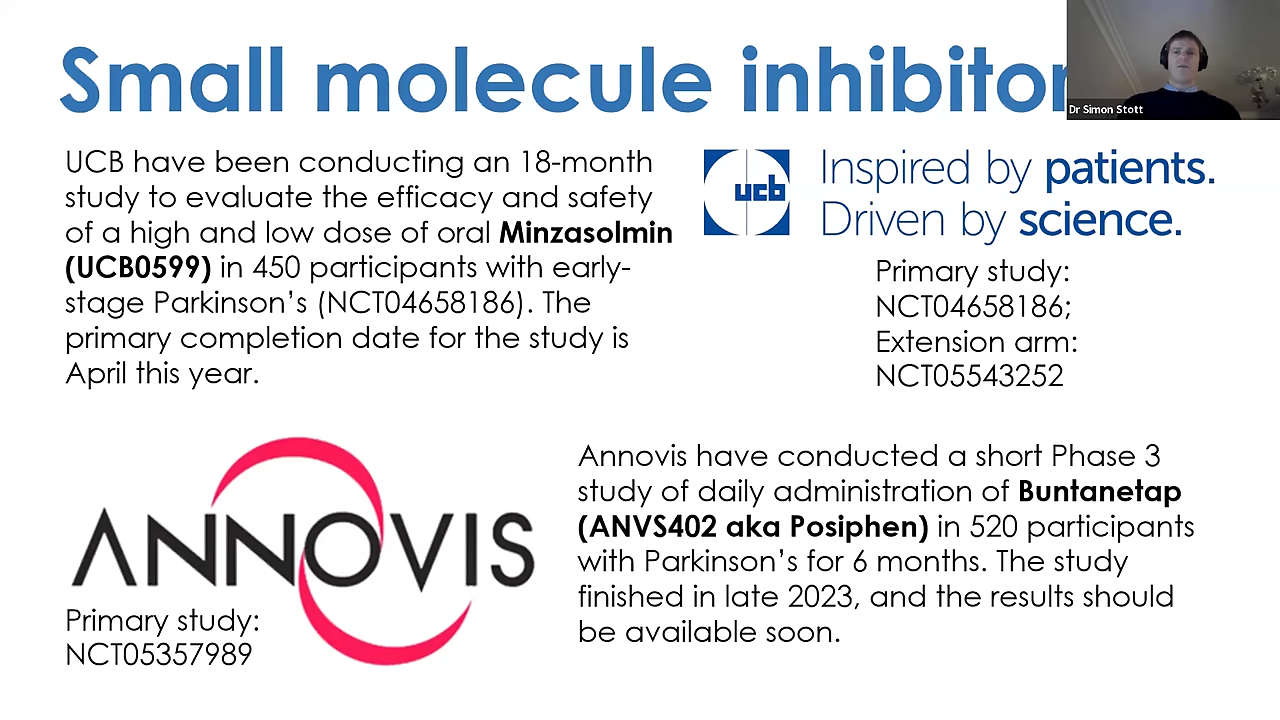 Small molecule inhibitor
Dr Simon Stott
UCB have been conducting an 18-month
study to evaluate the efficacy and safety
of a high and low dose of oral Minzasolmin
(UCB0599) in 450 participants with early-
stage Parkinson’s (NCT04658186). The
primary completion date for the study is
April this year.
ucb
Inspired by patients.
Driven by science.
Primary study:
NCT04658186;
Extension arm:
NCT05543252
ANNOVIS
Primary study:
NCT05357989
Annovis have conducted a short Phase 3
study of daily administration of Buntanetap
(ANVS402 aka Posiphen) in 520 participants
with Parkinson’s for 6 months. The study
finished in late 2023, and the results should
be available soon.